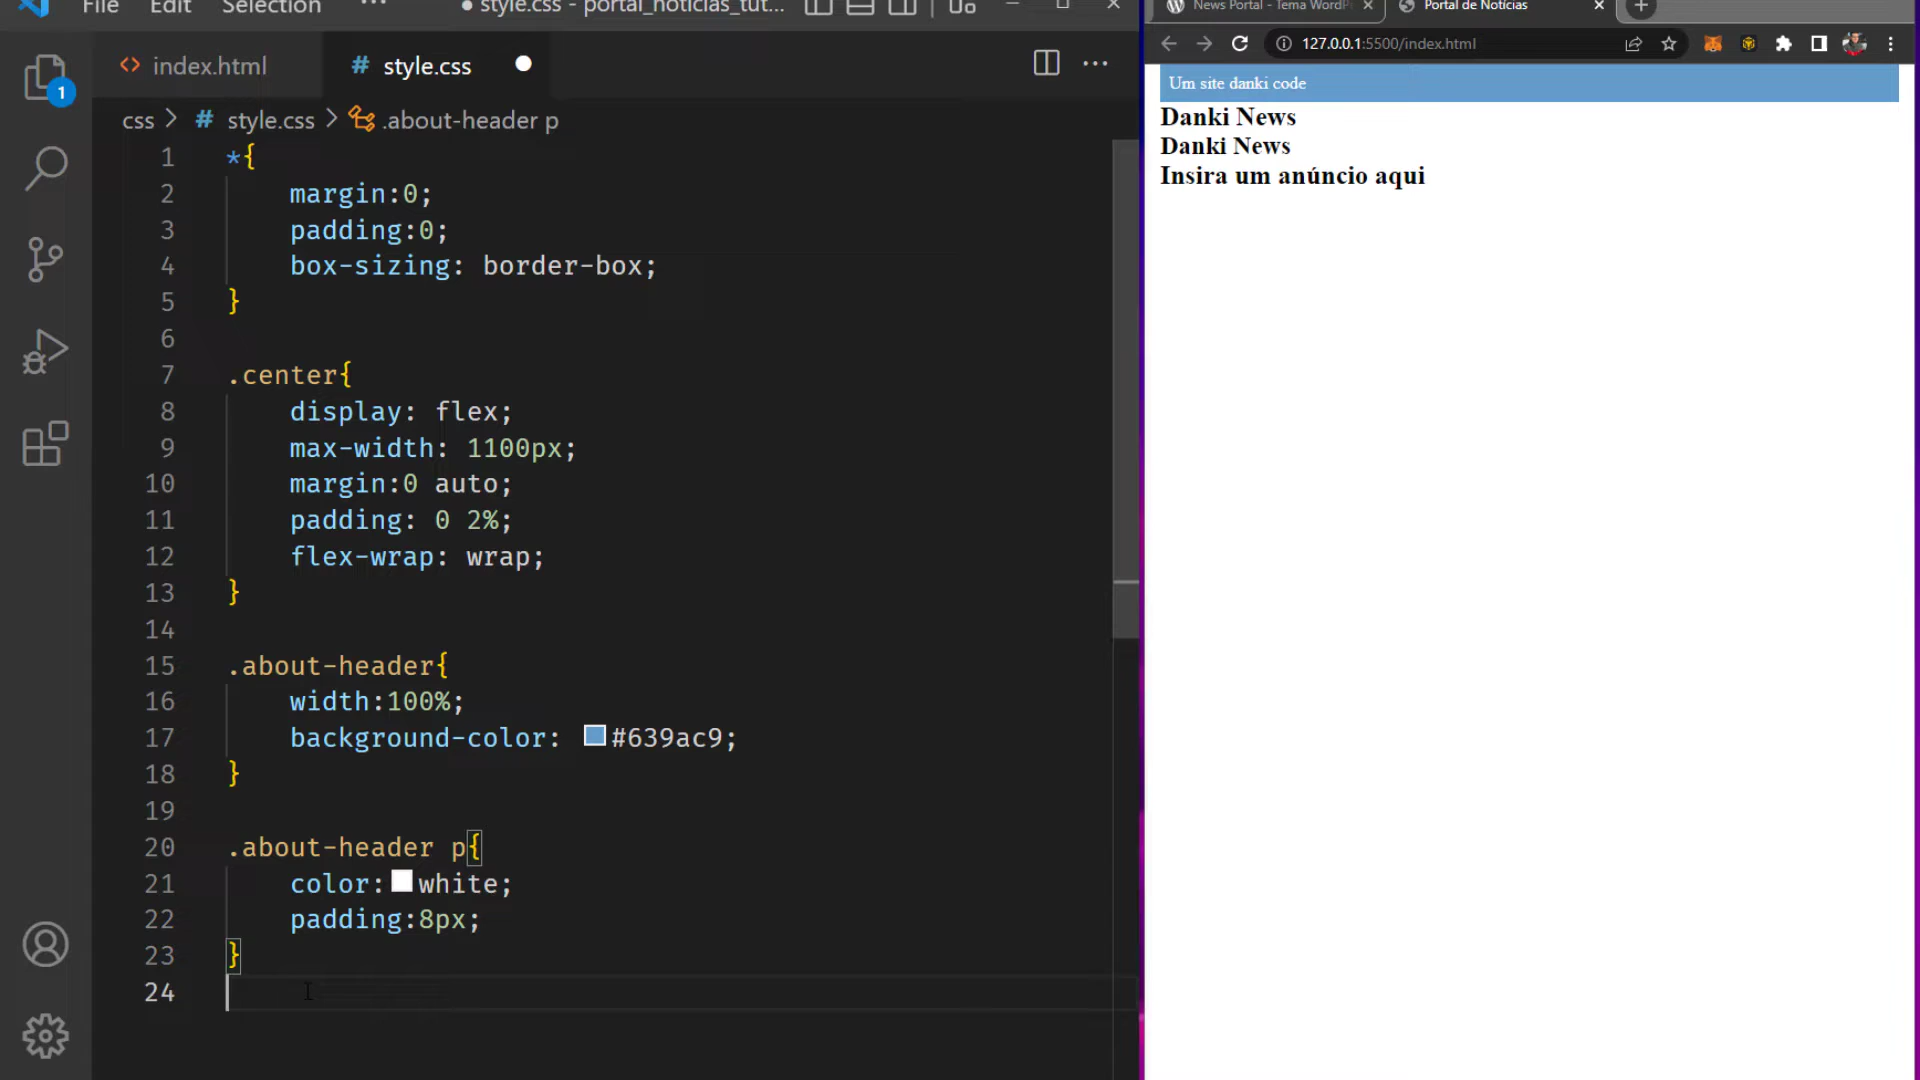 File Edit Selection ··· ● style.css - portal_noticias_tut...
index.html # style.css
1
css > # style.css > .about-header p
1 *{
2 margin:0;
3 padding:0;
4 box-sizing: border-box;
5 }
6
7 .center{
8 display: flex;
9 max-width: 1100px;
10 margin:0 auto;
11 padding: 0 2%;
12 flex-wrap: wrap;
13 }
14
15 .about-header{
16 width:100%;
17 background-color: #639ac9;
18 }
19
20 .about-header p{
21 color: white;
22 padding:8px;
23 }
24
News Portal - Tema WordP
Portal de Notícias
127.0.0.1:5500/index.html
Um site danki code
Danki News
Danki News
Insira um anúncio aqui